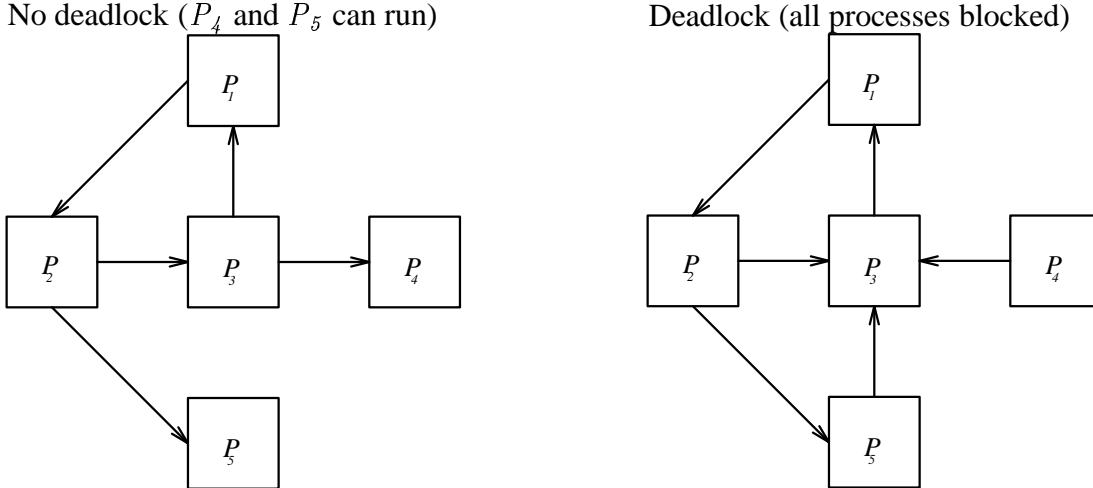 No deadlock (P₄ and P₅ can run)
P₁
P₂
P₃
P₄
P₅
Deadlock (all processes blocked)
P₁
P₂
P₃
P₄
P₅